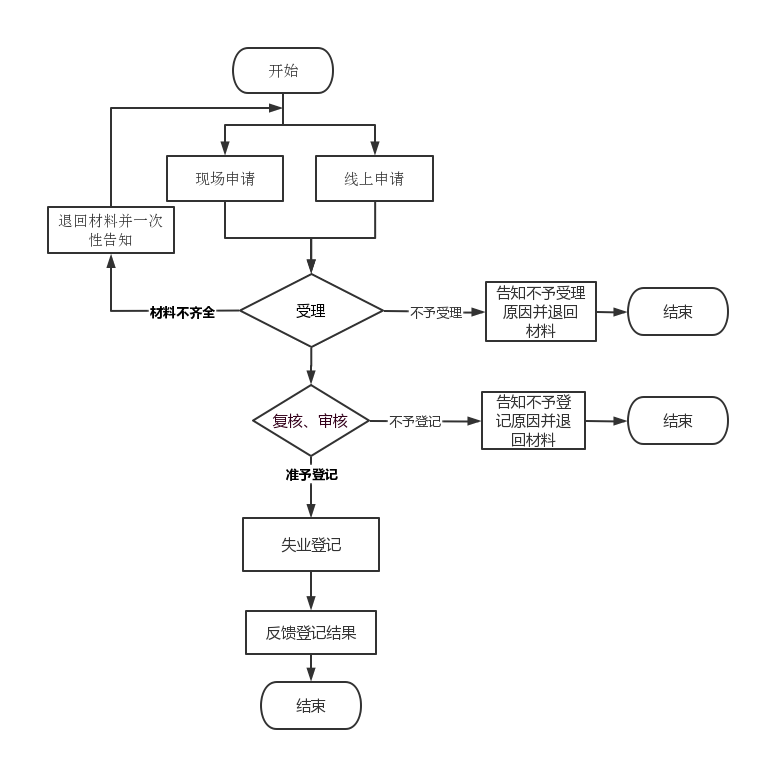 开始
现场申请
线上申请
退回材料并一次
性告知
材料不齐全
受理
不予受理
告知不予受理
原因并退回
材料
结束
复核、审核
不予登记
告知不予登
记原因并退
回材料
结束
准予登记
失业登记
反馈登记结果
结束